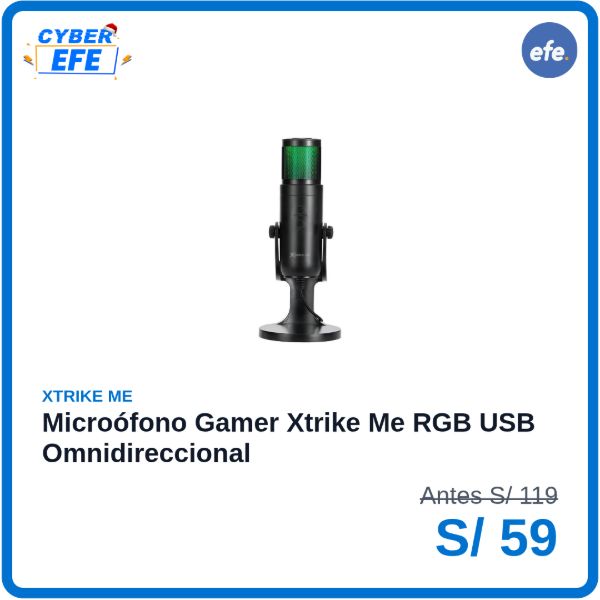 CYBER
EFE
efe.
XTRIKE ME
Microófono Gamer Xtrike Me RGB USB
Omnidireccional
Antes S/ 119
S/ 59